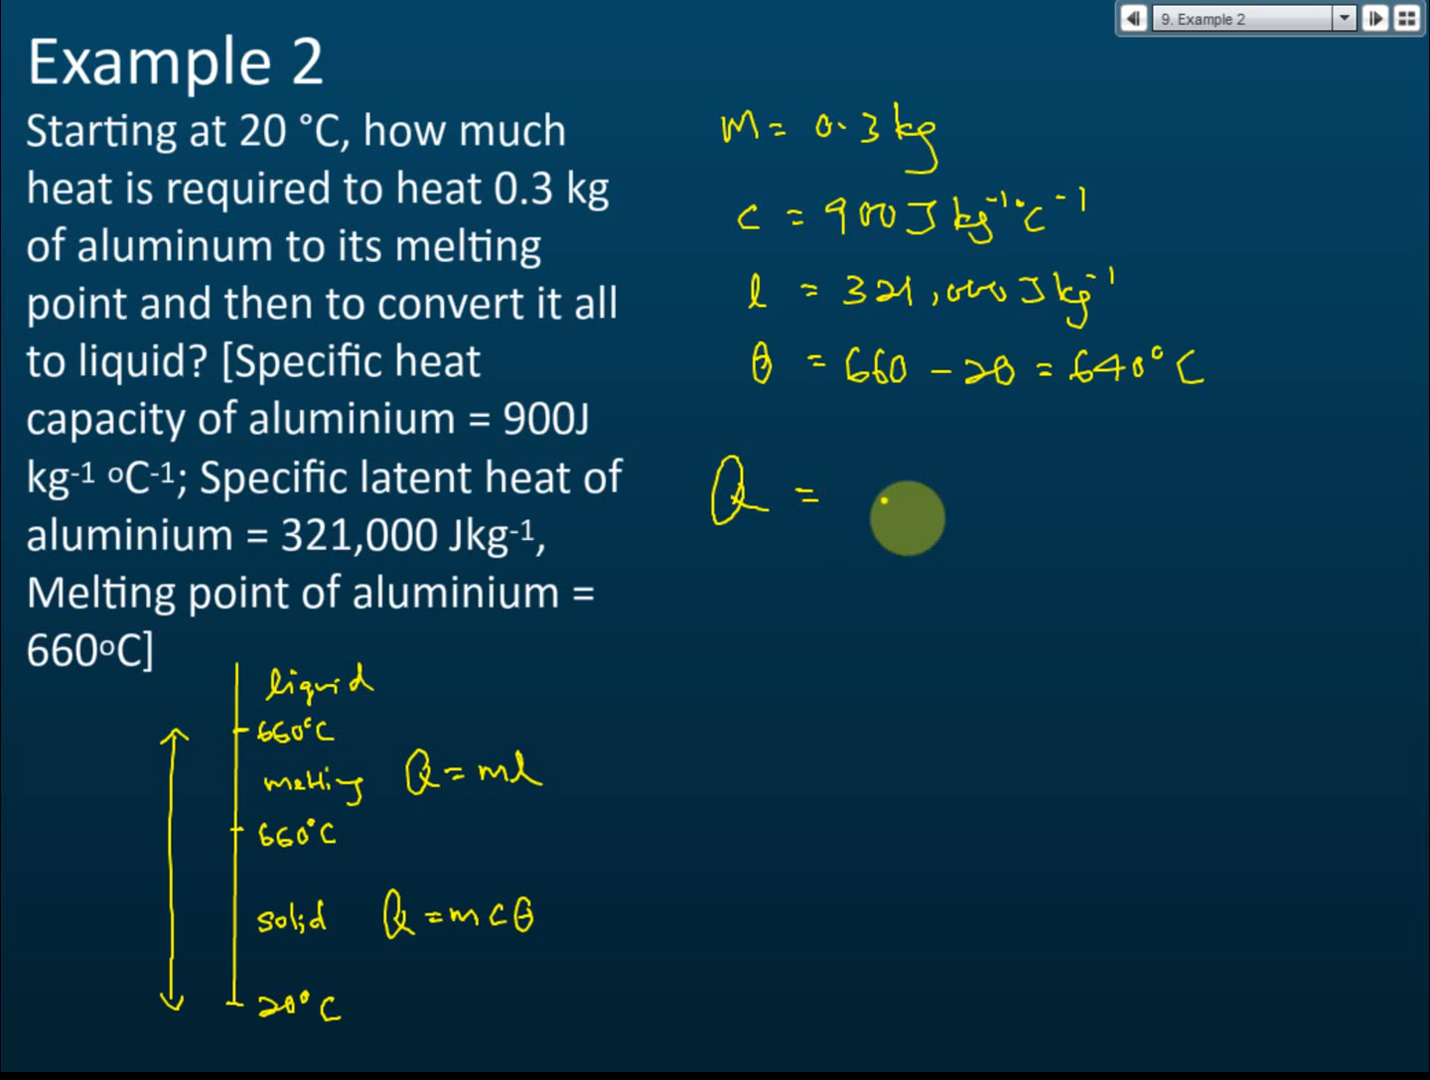 9. Example 2
Example 2
Starting at 20 °C, how much
heat is required to heat 0.3 kg
of aluminum to its melting
point and then to convert it all
to liquid? [Specific heat
capacity of aluminium = 900J
kg-1 oC-1; Specific latent heat of
aluminium = 321,000 Jkg-1,
Melting point of aluminium =
660oC]
m = 0.3 kg
c = 900 J kg⁻¹ °C⁻¹
l = 321,000 J kg⁻¹
θ = 660 - 20 = 640°C
Q =
liquid
660°C
melting Q = ml
660°C
solid Q = mcθ
20°C